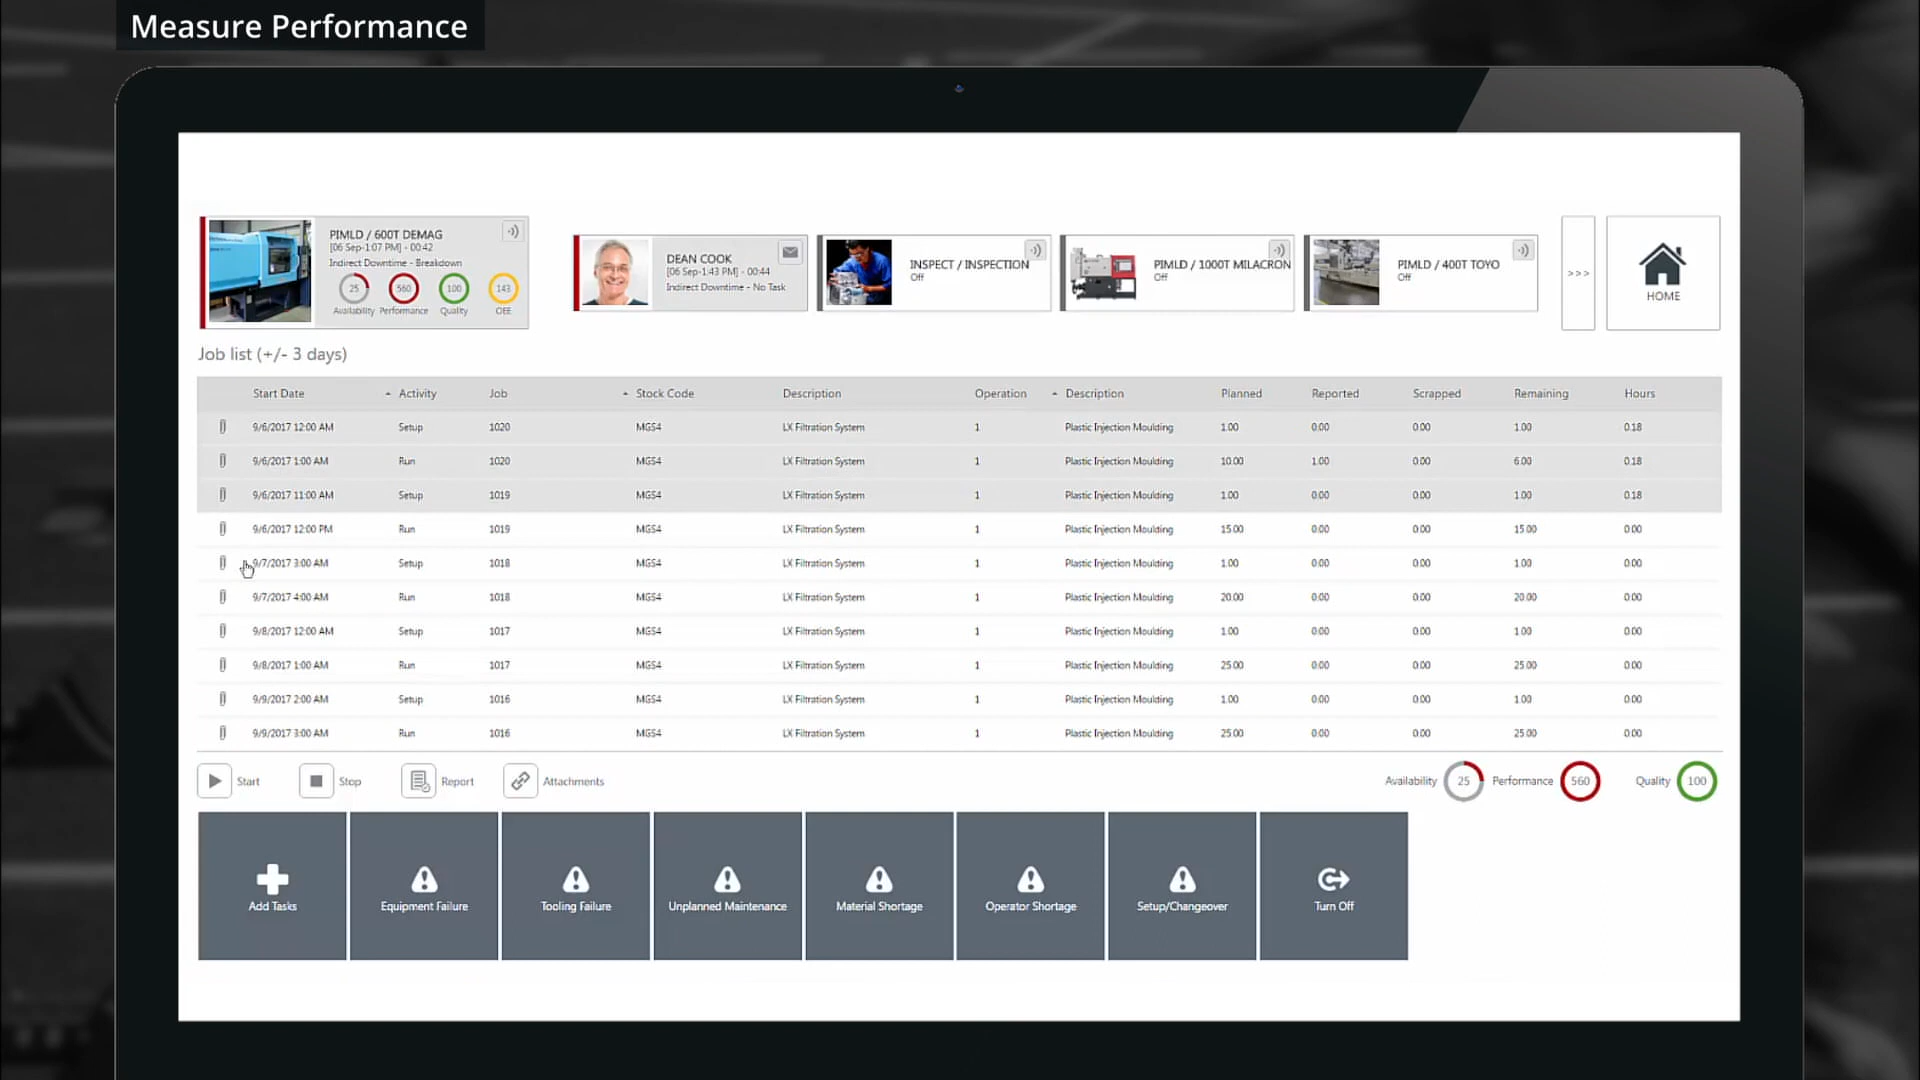 Measure Performance
PIMLD / 600T DEMAG
[06 Sep-1:07 PM] - 00:42
Indirect Downtime - Breakdown
25 560 100 143
Availability Performance Quality OEE
DEAN COOK
[06 Sep-1:43 PM] - 00:44
Indirect Downtime - No Task
INSPECT / INSPECTION
Off
PIMLD / 1000T MILACRON
Off
PIMLD / 400T TOYO
Off
>>>
HOME
Job list (+/- 3 days)
Start Date Activity Job Stock Code Description Operation Description Planned Reported Scrapped Remaining Hours
9/6/2017 12:00 AM Setup 1020 MGS4 LX Filtration System 1 Plastic Injection Moulding 1.00 0.00 0.00 1.00 0.18
9/6/2017 1:00 AM Run 1020 MGS4 LX Filtration System 1 Plastic Injection Moulding 10.00 1.00 0.00 6.00 0.18
9/6/2017 11:00 AM Setup 1019 MGS4 LX Filtration System 1 Plastic Injection Moulding 1.00 0.00 0.00 1.00 0.18
9/6/2017 12:00 PM Run 1019 MGS4 LX Filtration System 1 Plastic Injection Moulding 15.00 0.00 0.00 15.00 0.00
9/7/2017 3:00 AM Setup 1018 MGS4 LX Filtration System 1 Plastic Injection Moulding 1.00 0.00 0.00 1.00 0.00
9/7/2017 4:00 AM Run 1018 MGS4 LX Filtration System 1 Plastic Injection Moulding 20.00 0.00 0.00 20.00 0.00
9/8/2017 12:00 AM Setup 1017 MGS4 LX Filtration System 1 Plastic Injection Moulding 1.00 0.00 0.00 1.00 0.00
9/8/2017 1:00 AM Run 1017 MGS4 LX Filtration System 1 Plastic Injection Moulding 25.00 0.00 0.00 25.00 0.00
9/9/2017 2:00 AM Setup 1016 MGS4 LX Filtration System 1 Plastic Injection Moulding 1.00 0.00 0.00 1.00 0.00
9/9/2017 3:00 AM Run 1016 MGS4 LX Filtration System 1 Plastic Injection Moulding 25.00 0.00 0.00 25.00 0.00
Start Stop Report Attachments Availability 25 Performance 560 Quality 100
Add Tasks Equipment Failure Tooling Failure Unplanned Maintenance Material Shortage Operator Shortage Setup/Changeover Turn Off